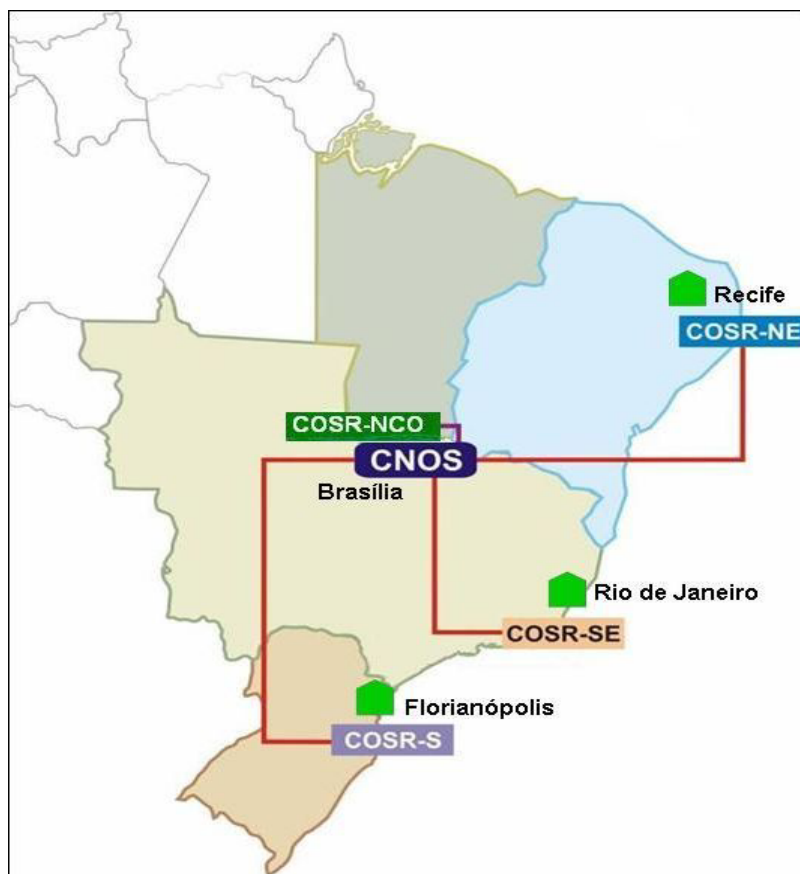 Recife
COSR-NE
COSR-NCO
CNOS
Brasília
Rio de Janeiro
COSR-SE
Florianópolis
COSR-S